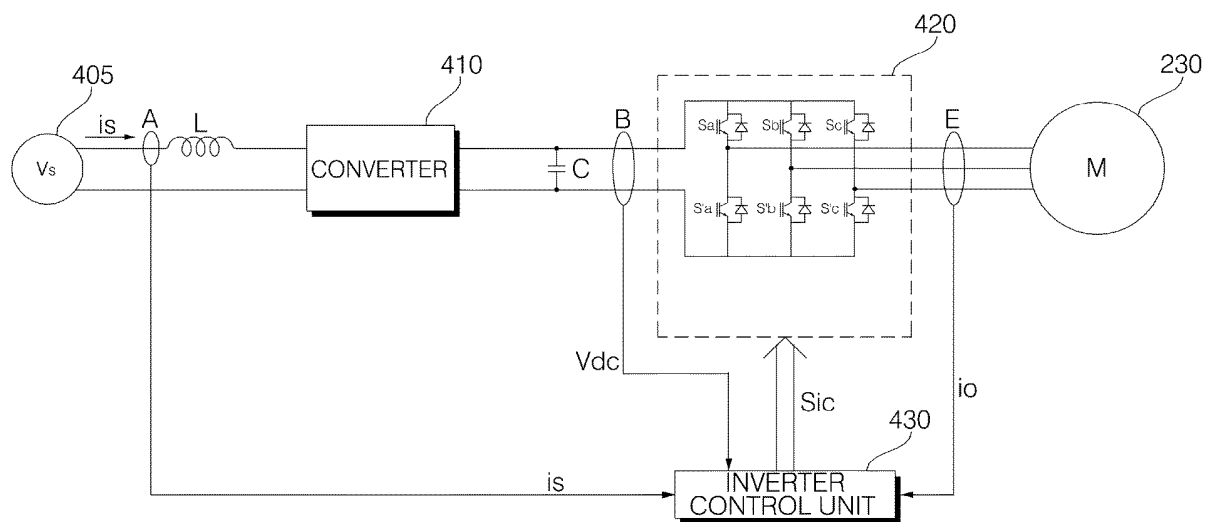 405
410
420
230
is
A
L
B
E
Vs
CONVERTER
C
Sa
Sb
Sc
S'a
S'b
S'c
M
Vdc
Sic
io
430
is
INVERTER
CONTROL UNIT